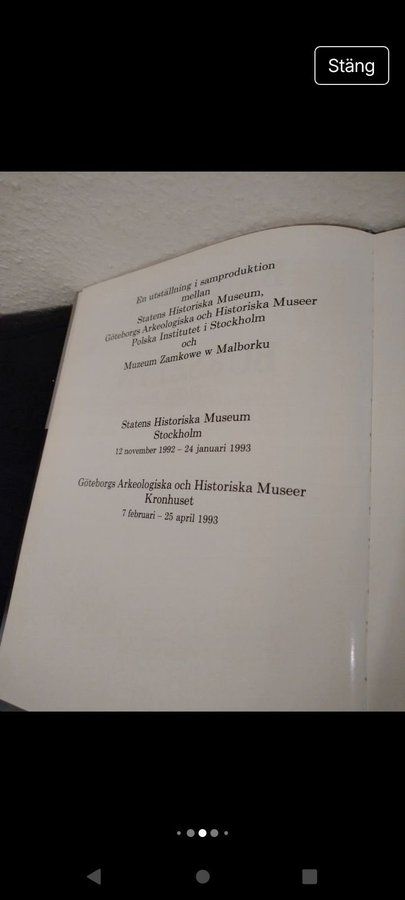 Stäng
En utställning i samproduktion
mellan
Statens Historiska Museum,
Göteborgs Arkeologiska och Historiska Museer
Polska Institutet i Stockholm
och
Muzeum Zamkowe w Malborku
Statens Historiska Museum
Stockholm
12 november 1992 – 24 januari 1993
Göteborgs Arkeologiska och Historiska Museer
Kronhuset
7 februari – 25 april 1993